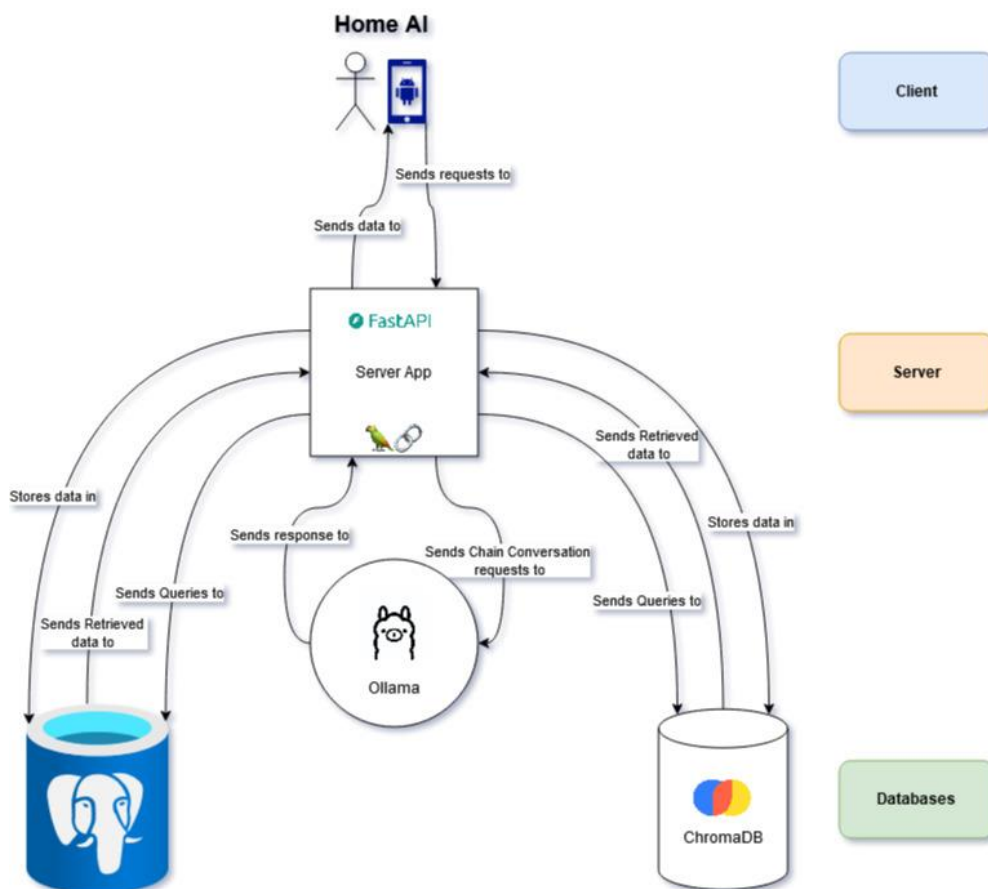 Home AI
Client
Sends requests to
Sends data to
FastAPI
Server App
Server
Sends Retrieved
data to
Stores data in
Stores data in
Sends response to
Sends Chain Conversation
requests to
Sends Queries to
Sends Queries to
Sends Retrieved
data to
Ollama
ChromaDB
Databases